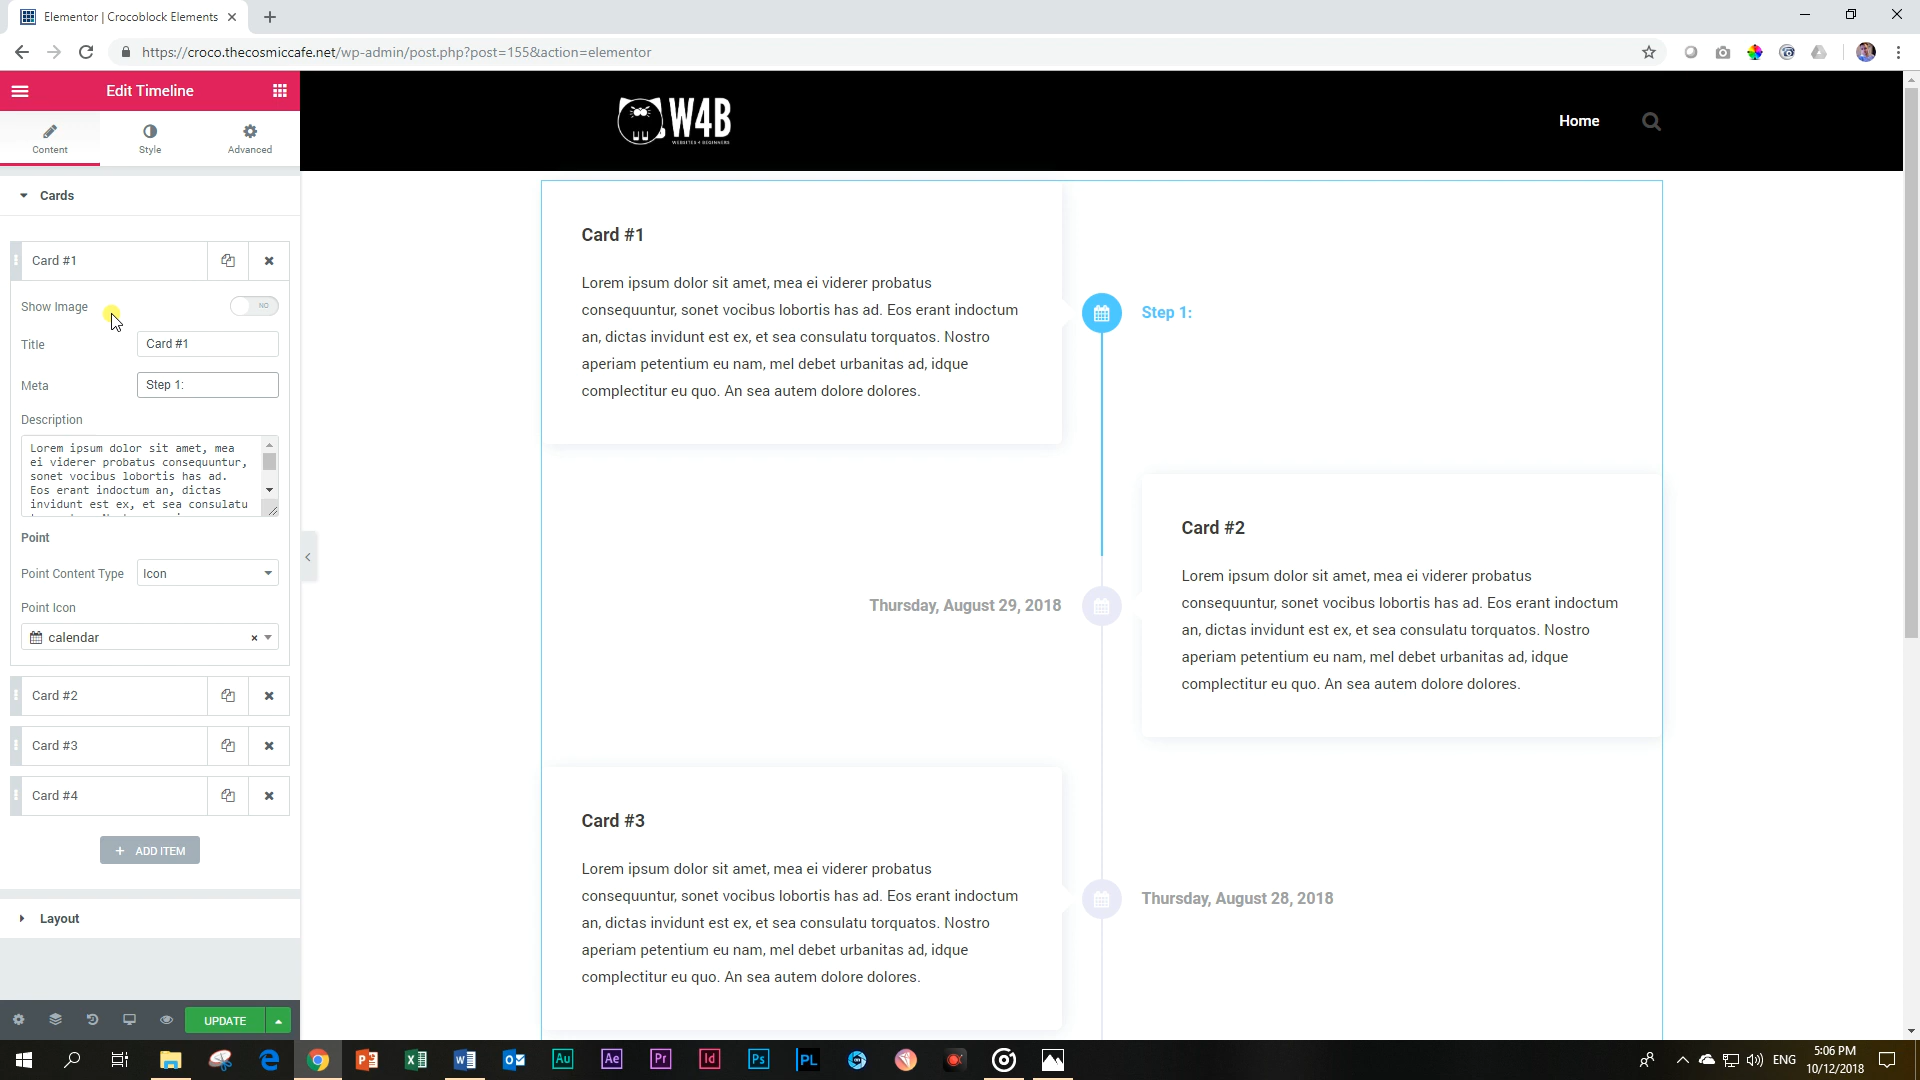 Elementor | Crocoblock Elements
https://croco.thecosmiccafe.net/wp-admin/post.php?post=155&action=elementor
Edit Timeline
Content
Style
Advanced
Cards
Card #1
Show Image
NO
Title
Card #1
Meta
Step 1:
Description
Lorem ipsum dolor sit amet, mea
ei viderer probatus consequuntur,
sonet vocibus lobortis has ad.
Eos erant indoctum an, dictas
invidunt est ex, et sea consulatu
Point
Point Content Type
Icon
Point Icon
calendar
Card #2
Card #3
Card #4
+ ADD ITEM
Layout
UPDATE
W4B
WEBSITES 4 BEGINNERS
Home
Card #1
Lorem ipsum dolor sit amet, mea ei viderer probatus
consequuntur, sonet vocibus lobortis has ad. Eos erant indoctum
an, dictas invidunt est ex, et sea consulatu torquatos. Nostro
aperiam petentium eu nam, mel debet urbanitas ad, idque
complectitur eu quo. An sea autem dolore dolores.
Step 1:
Card #2
Lorem ipsum dolor sit amet, mea ei viderer probatus
consequuntur, sonet vocibus lobortis has ad. Eos erant indoctum
an, dictas invidunt est ex, et sea consulatu torquatos. Nostro
aperiam petentium eu nam, mel debet urbanitas ad, idque
complectitur eu quo. An sea autem dolore dolores.
Thursday, August 29, 2018
Card #3
Lorem ipsum dolor sit amet, mea ei viderer probatus
consequuntur, sonet vocibus lobortis has ad. Eos erant indoctum
an, dictas invidunt est ex, et sea consulatu torquatos. Nostro
aperiam petentium eu nam, mel debet urbanitas ad, idque
complectitur eu quo. An sea autem dolore dolores.
Thursday, August 28, 2018
Au
Ae
Pr
Id
Ps
PL
ENG
5:06 PM
10/12/2018